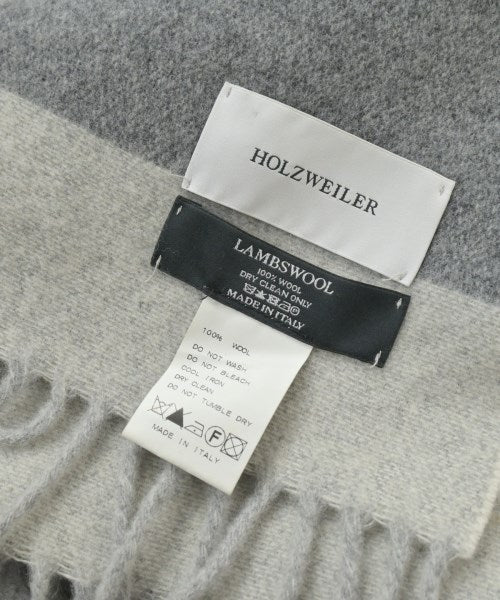 HOLZWEILER
LAMBSWOOL
100% WOOL
DRY CLEAN ONLY
MADE IN ITALY
100% WOOL
DO NOT WASH
DO NOT BLEACH
COOL IRON
DRY CLEAN
DO NOT TUMBLE DRY
F
MADE IN ITALY